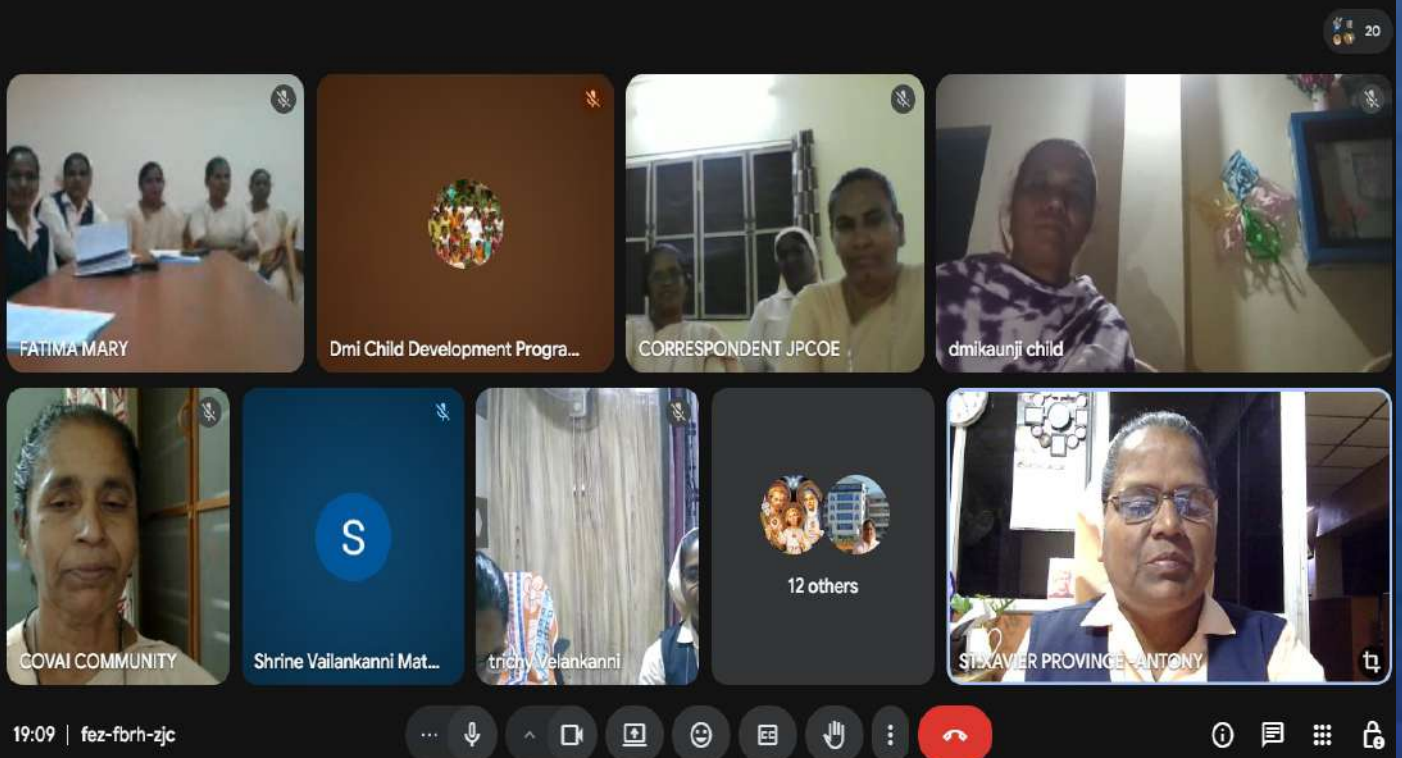 20
FATIMA MARY
Dmi Child Development Progra...
CORRESPONDENT JPCOE
dmikaunji child
COVAI COMMUNITY
S
Shrine Vailankanni Mat...
trichy Velankanni
12 others
ST.XAVIER PROVINCE -ANTONY
19:09 | fez-fbrh-zjc
CC